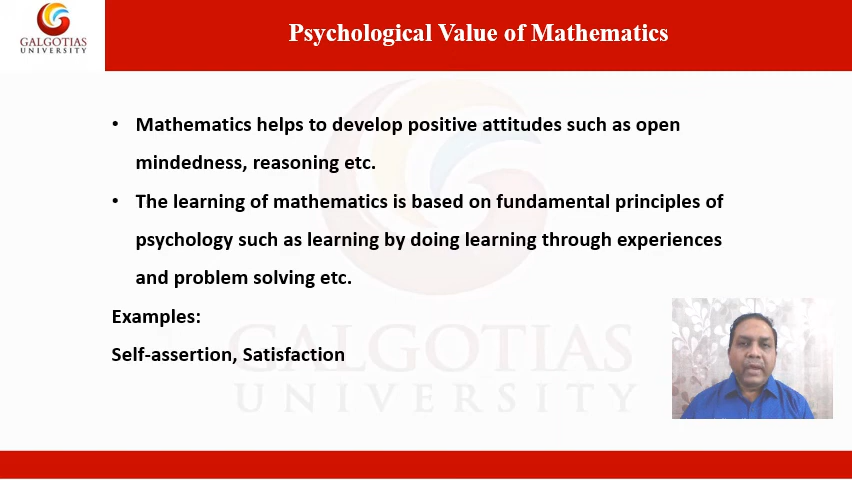 GALGOTIAS
UNIVERSITY
Psychological Value of Mathematics
• Mathematics helps to develop positive attitudes such as open
mindedness, reasoning etc.
• The learning of mathematics is based on fundamental principles of
psychology such as learning by doing learning through experiences
and problem solving etc.
Examples:
Self-assertion, Satisfaction
GALGOTIAS
UNIVERSITY